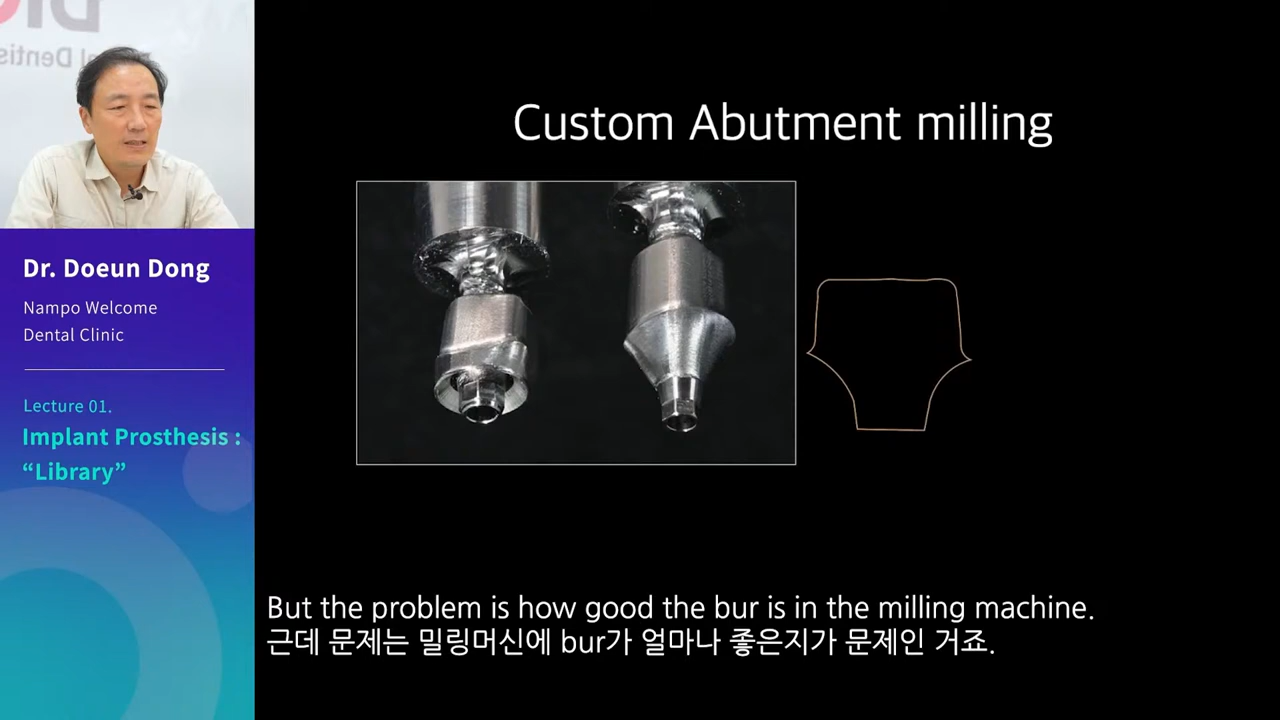 Dr. Doeun Dong
Nampo Welcome
Dental Clinic
Lecture 01.
Implant Prosthesis :
“Library”
Custom Abutment milling
But the problem is how good the bur is in the milling machine.
근데 문제는 밀링머신에 bur가 얼마나 좋은지가 문제인 거죠.